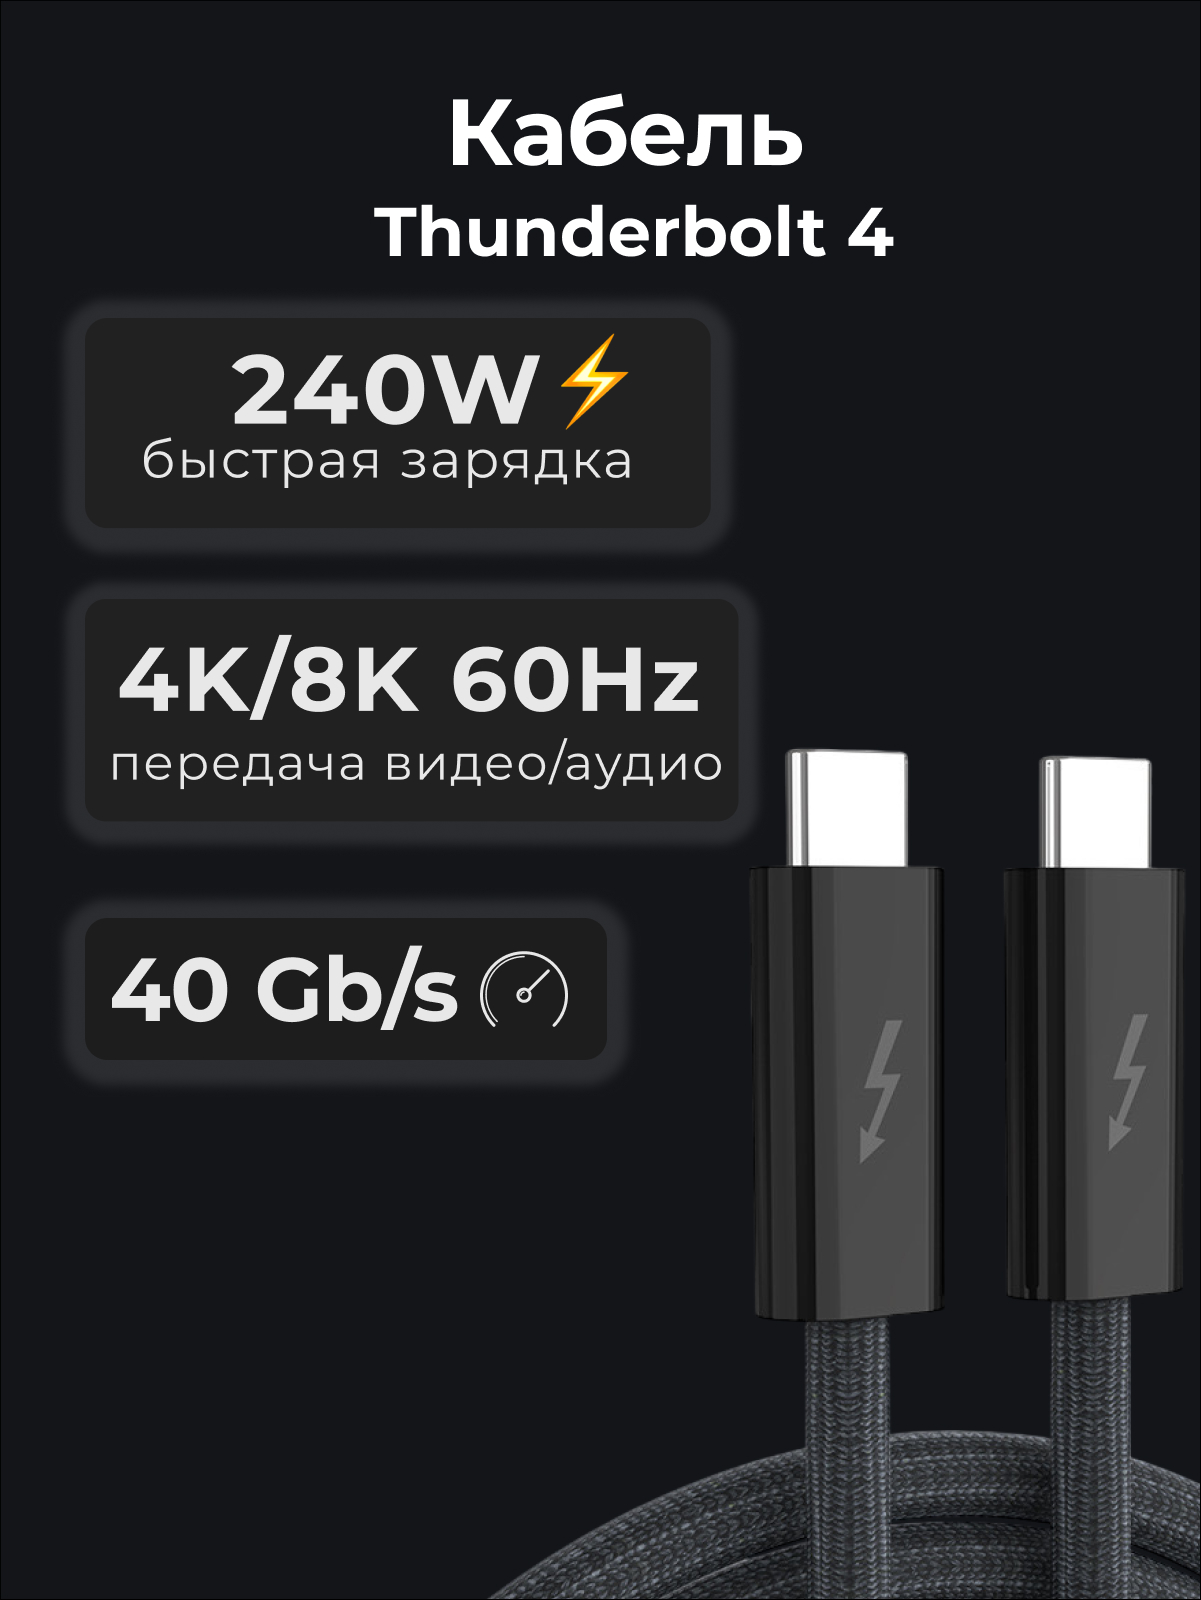 Кабель
Thunderbolt 4
240W⚡
быстрая зарядка
4K/8K 60Hz
передача видео/аудио
40 Gb/s